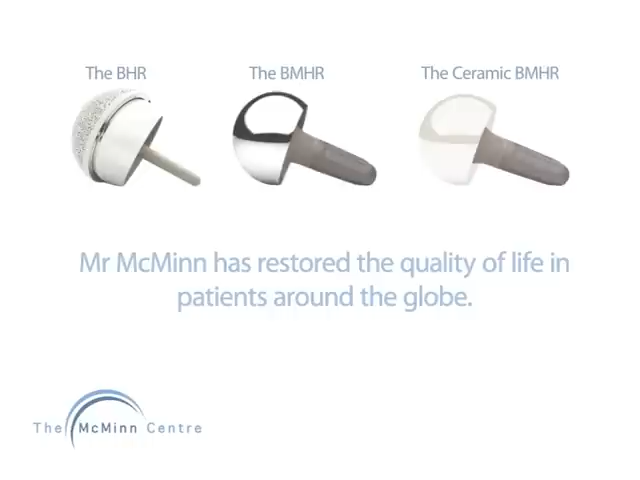 The BHR
The BMHR
The Ceramic BMHR
Mr McMinn has restored the quality of life in
patients around the globe.
The McMinn Centre